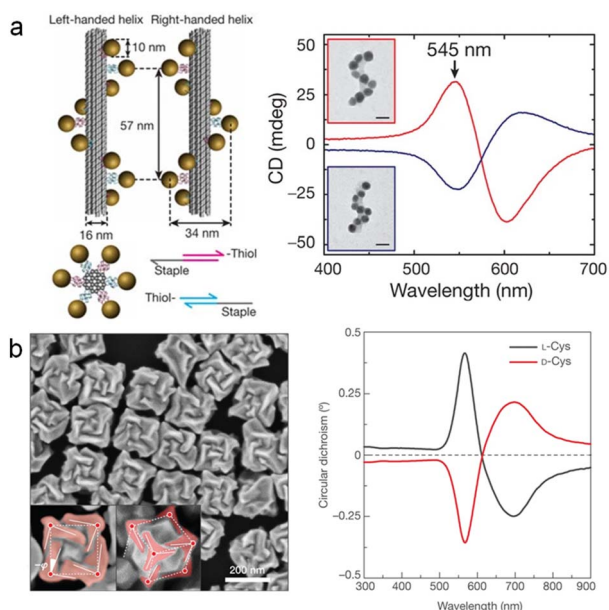 a
Left-handed helix
Right-handed helix
10 nm
57 nm
16 nm
34 nm
-Thiol
Staple
Thiol-
Staple
545 nm
CD (mdeg)
50
25
0
-25
-50
400 500 600 700
Wavelength (nm)
b
-φ
200 nm
L-Cys
D-Cys
Circular dichroism (°)
0.5
0.25
0
-0.25
-0.5
300 400 500 600 700 800 900
Wavelength (nm)